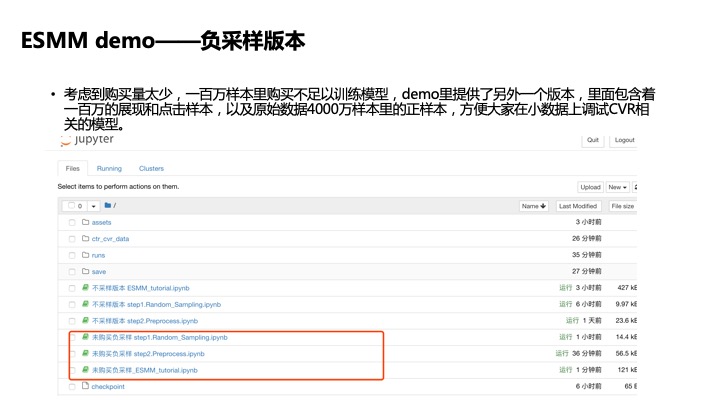 ESMM demo——负采样版本
• 考虑到购买量太少，一百万样本里购买不足以训练模型，demo里提供了另外一个版本，里面包含着
一百万的展现和点击样本，以及原始数据4000万样本里的正样本，方便大家在小数据上调试CVR相
关的模型。
jupyter Quit Logout
Files Running Clusters
Select items to perform actions on them. Upload New
0 / Name Last Modified File size
assets 3 小时前
ctr_cvr_data 26 分钟前
runs 35 分钟前
save 27 分钟前
不采样版本 ESMM_tutorial.ipynb 运行 3 小时前 427 kB
不采样版本 step1.Random_Sampling.ipynb 运行 6 小时前 9.97 kB
不采样版本 step2.Preprocess.ipynb 运行 1 天前 23.6 kB
未购买负采样 step1.Random_Sampling.ipynb 运行 1 小时前 14.4 kB
未购买负采样 step2.Preprocess.ipynb 运行 36 分钟前 56.5 kB
未购买负采样_ESMM_tutorial.ipynb 运行 1 分钟前 121 kB
checkpoint 6 小时前 65 B